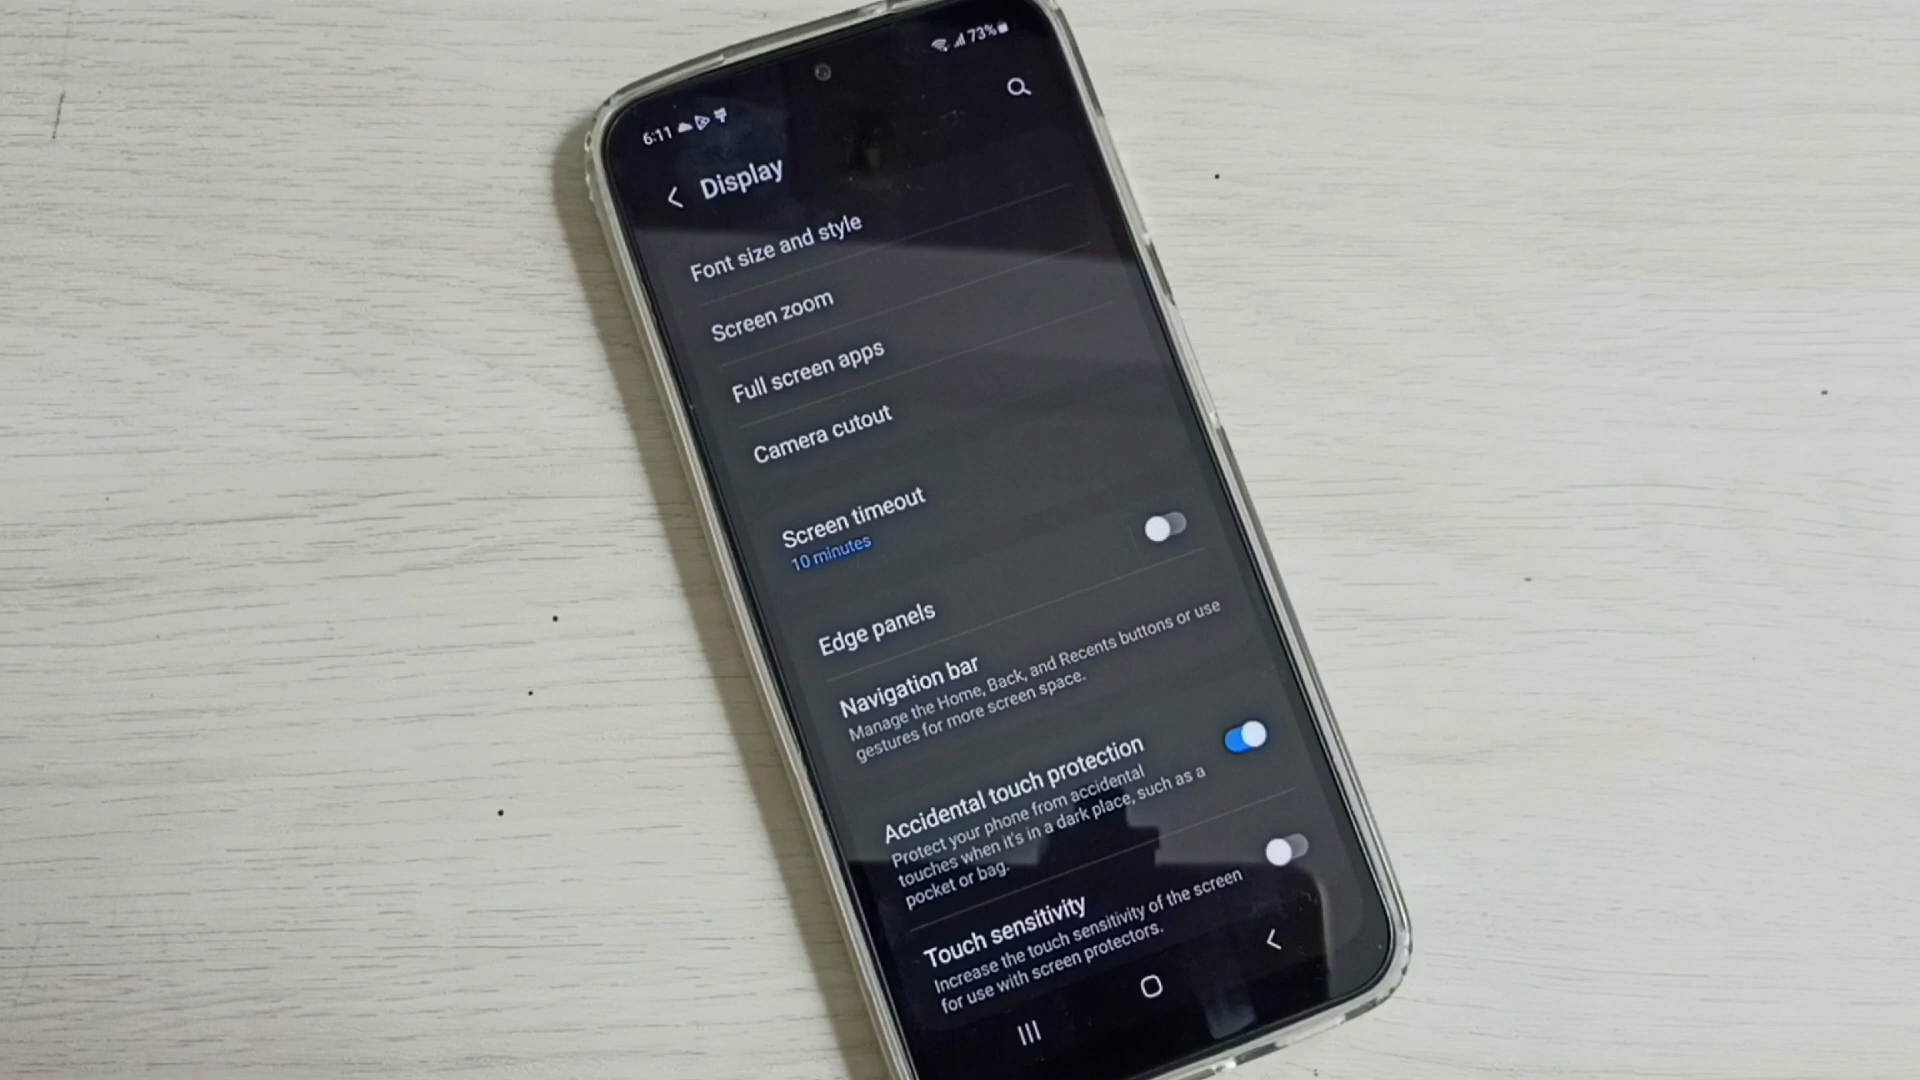 6:11
73%
Display
Font size and style
Screen zoom
Full screen apps
Camera cutout
Screen timeout
10 minutes
Edge panels
Navigation bar
Manage the Home, Back, and Recents buttons or use
gestures for more screen space.
Accidental touch protection
Protect your phone from accidental
touches when it's in a dark place, such as a
pocket or bag.
Touch sensitivity
Increase the touch sensitivity of the screen
for use with screen protectors.